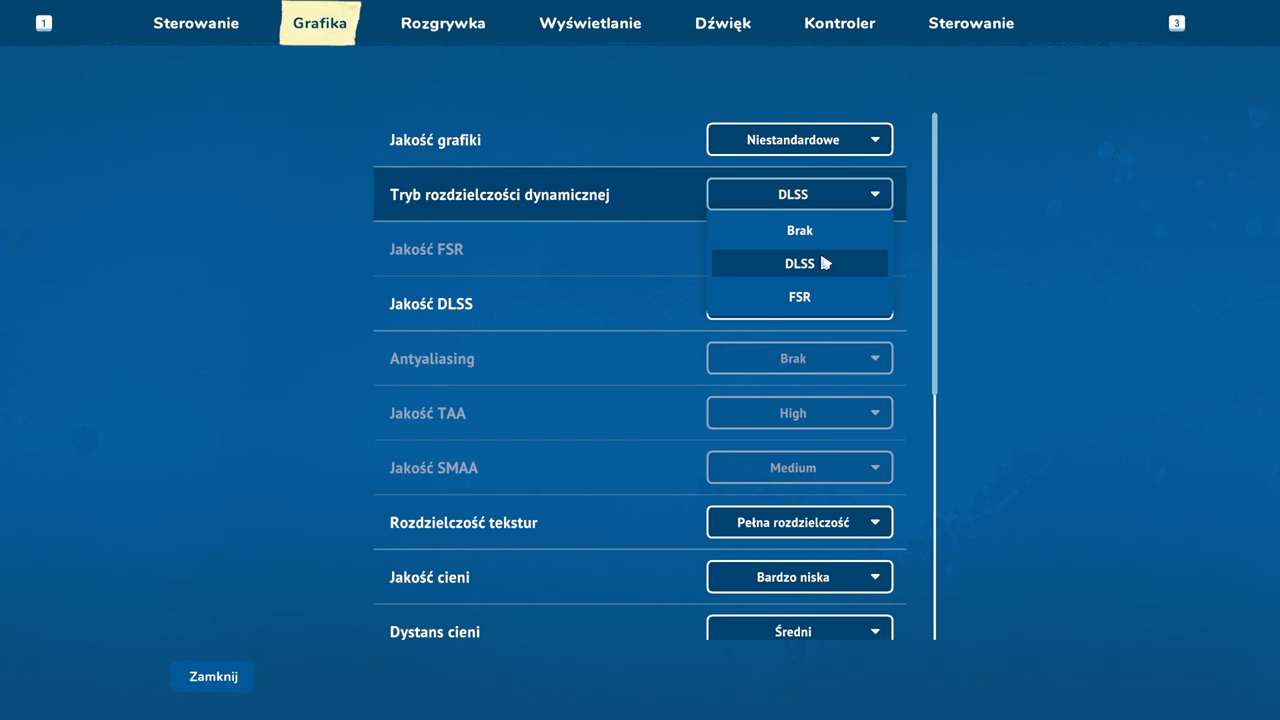 1 Sterowanie Grafika Rozgrywka Wyświetlanie Dźwięk Kontroler Sterowanie 3
Jakość grafiki Niestandardowe
Tryb rozdzielczości dynamicznej DLSS
Brak
Jakość FSR
DLSS
FSR
Jakość DLSS
Antyaliasing Brak
Jakość TAA High
Jakość SMAA Medium
Rozdzielczość tekstur Pełna rozdzielczość
Jakość cieni Bardzo niska
Dystans cieni Średni
Zamknij